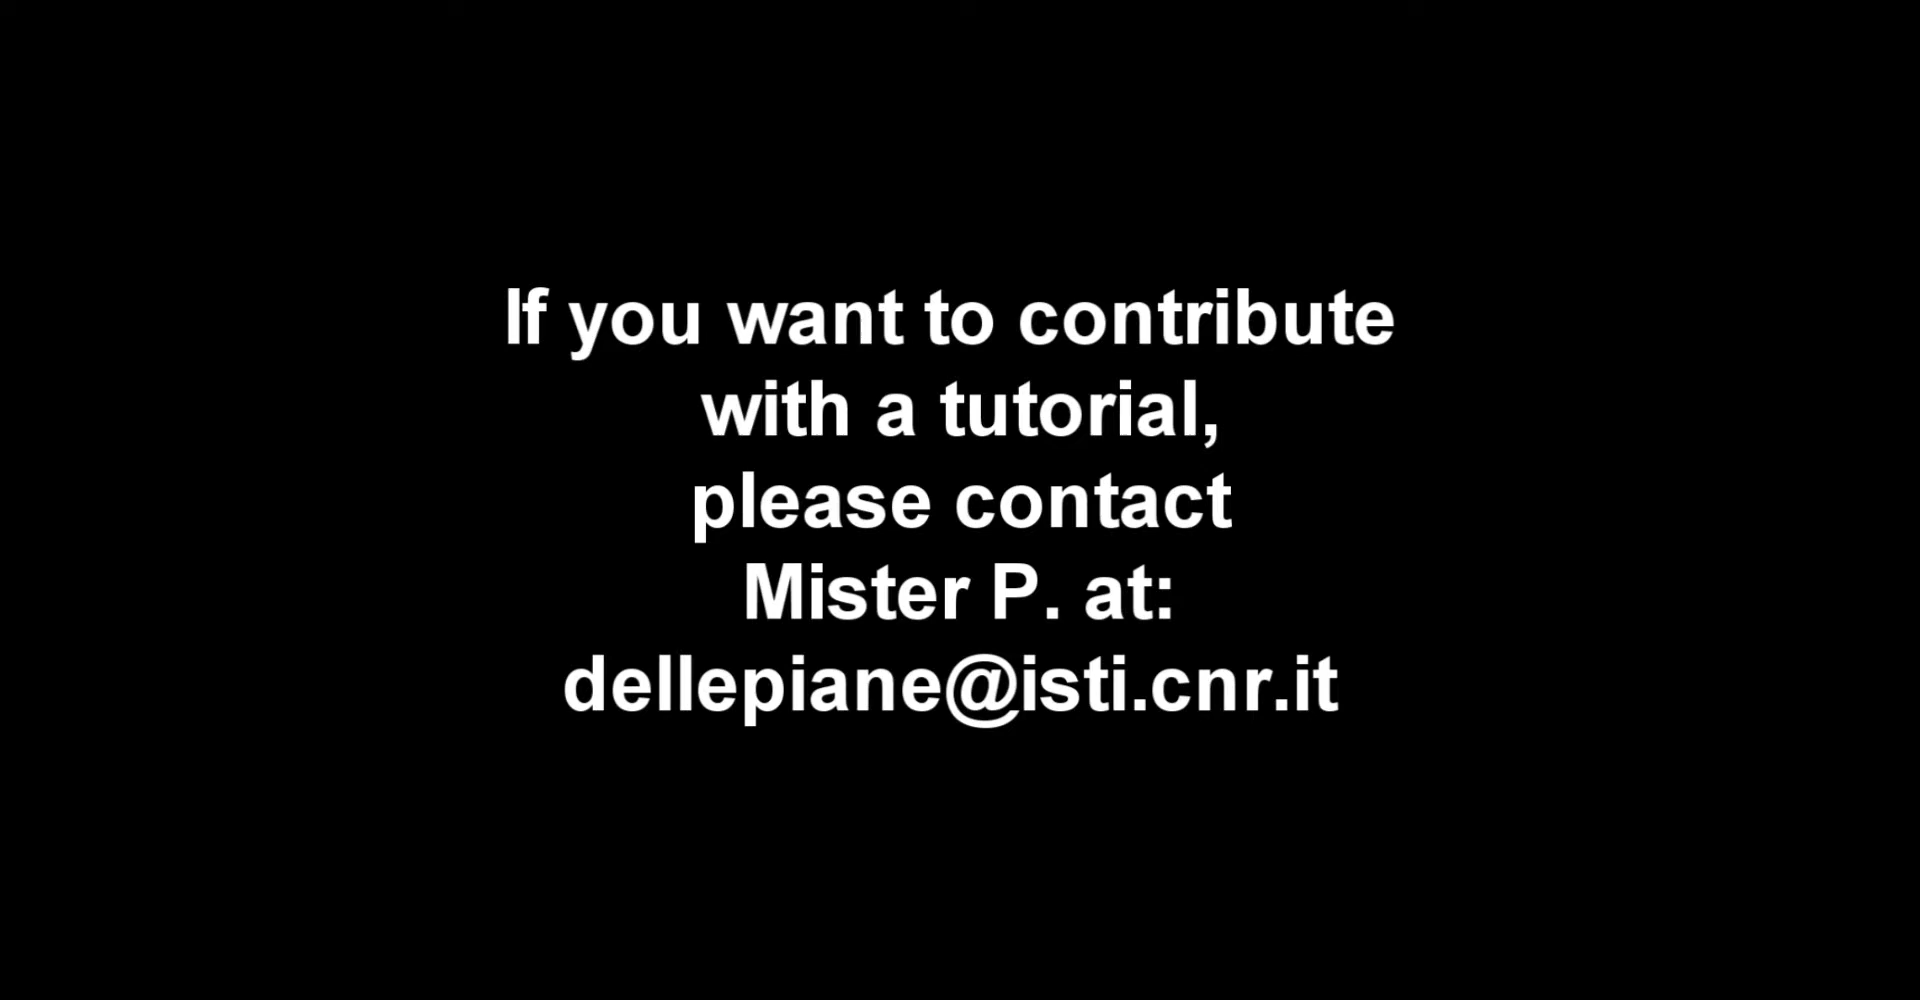 If you want to contribute
with a tutorial,
please contact
Mister P. at:
dellepiane@isti.cnr.it